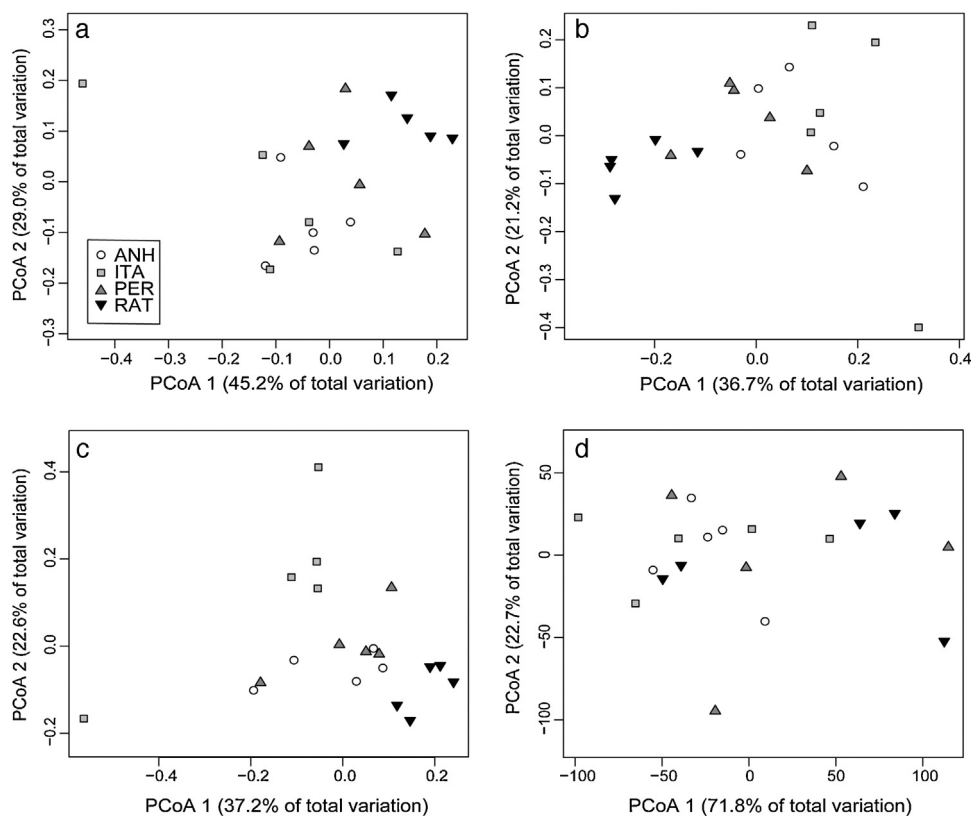 a
0.3
0.2
0.1
0.0
−0.1
−0.2
−0.3
PCoA 2 (29.0% of total variation)
ANH
ITA
PER
RAT
−0.4 −0.3 −0.2 −0.1 0.0 0.1 0.2
PCoA 1 (45.2% of total variation)
b
0.2
0.1
0.0
−0.1
−0.2
−0.3
−0.4
PCoA 2 (21.2% of total variation)
−0.2 0.0 0.2 0.4
PCoA 1 (36.7% of total variation)
c
0.4
0.2
0.0
−0.2
PCoA 2 (22.6% of total variation)
−0.4 −0.2 0.0 0.2
PCoA 1 (37.2% of total variation)
d
50
0
−50
−100
PCoA 2 (22.7% of total variation)
−100 −50 0 50 100
PCoA 1 (71.8% of total variation)